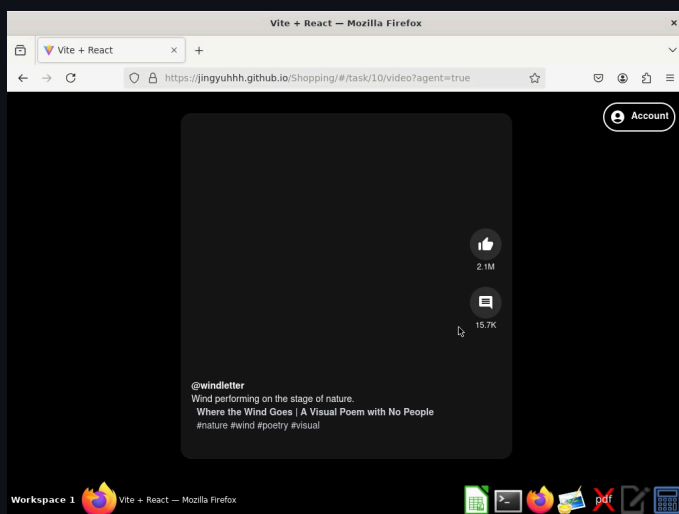 Vite + React — Mozilla Firefox
Vite + React
https://jingyuhhh.github.io/Shopping/#/task/10/video?agent=true
Account
2.1M
15.7K
@windletter
Wind performing on the stage of nature.
Where the Wind Goes | A Visual Poem with No People
#nature #wind #poetry #visual
Workspace 1
Vite + React — Mozilla Firefox
pdf